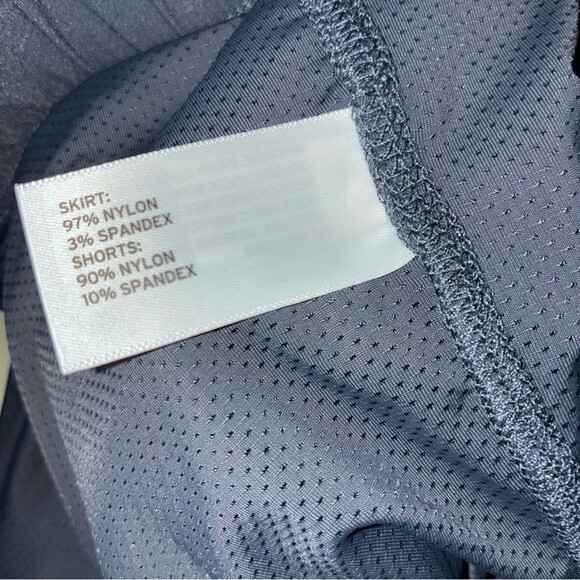 SKIRT:
97% NYLON
3% SPANDEX
SHORTS:
90% NYLON
10% SPANDEX